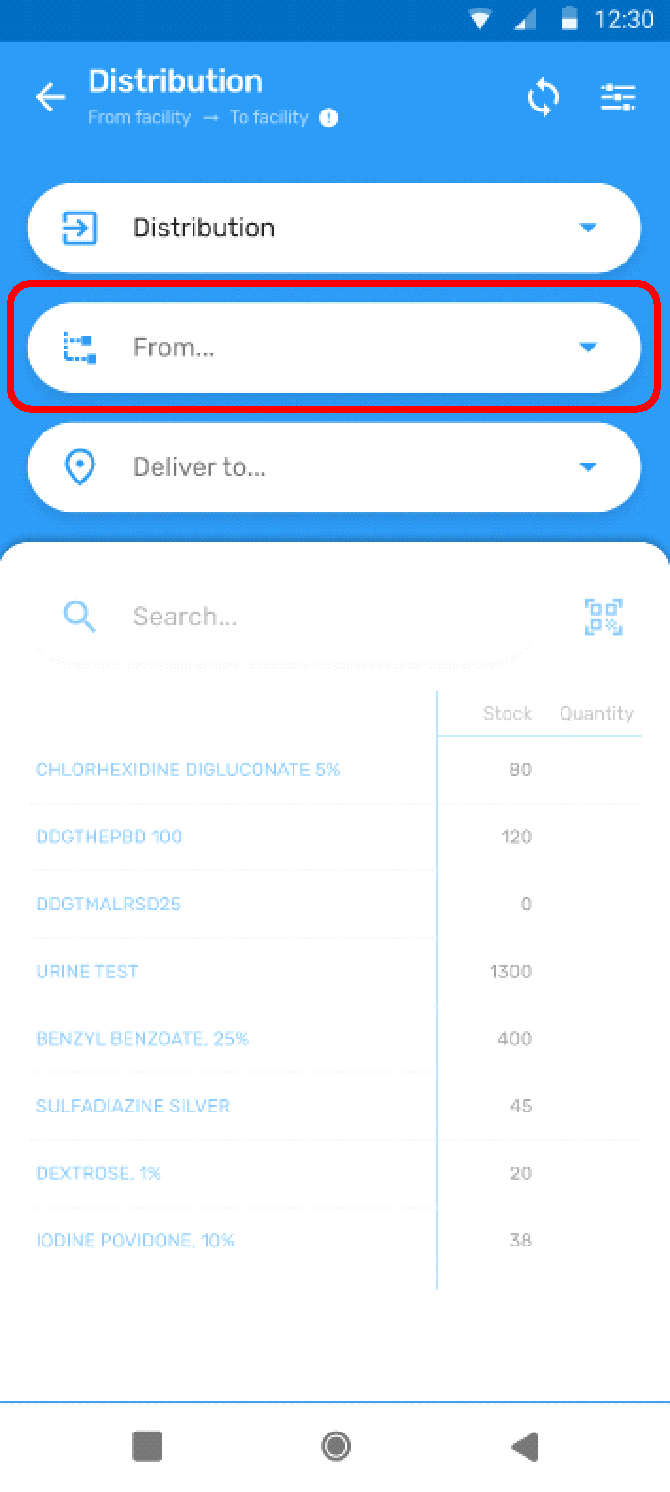 12:30
Distribution
From facility → To facility
Distribution
From...
Deliver to...
Search...
Stock Quantity
CHLORHEXIDINE DIGLUCONATE 5% 80
DDGTHEPBD 100 120
DDGTMALRSD25 0
URINE TEST 1300
BENZYL BENZOATE, 25% 400
SULFADIAZINE SILVER 45
DEXTROSE, 1% 20
IODINE POVIDONE, 10% 38